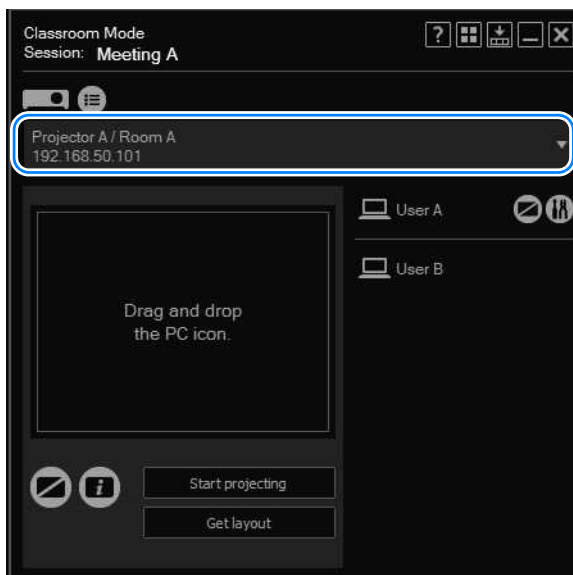 Classroom Mode
Session: Meeting A
?
Projector A / Room A
192.168.50.101
User A
User B
Drag and drop
the PC icon.
i
Start projecting
Get layout